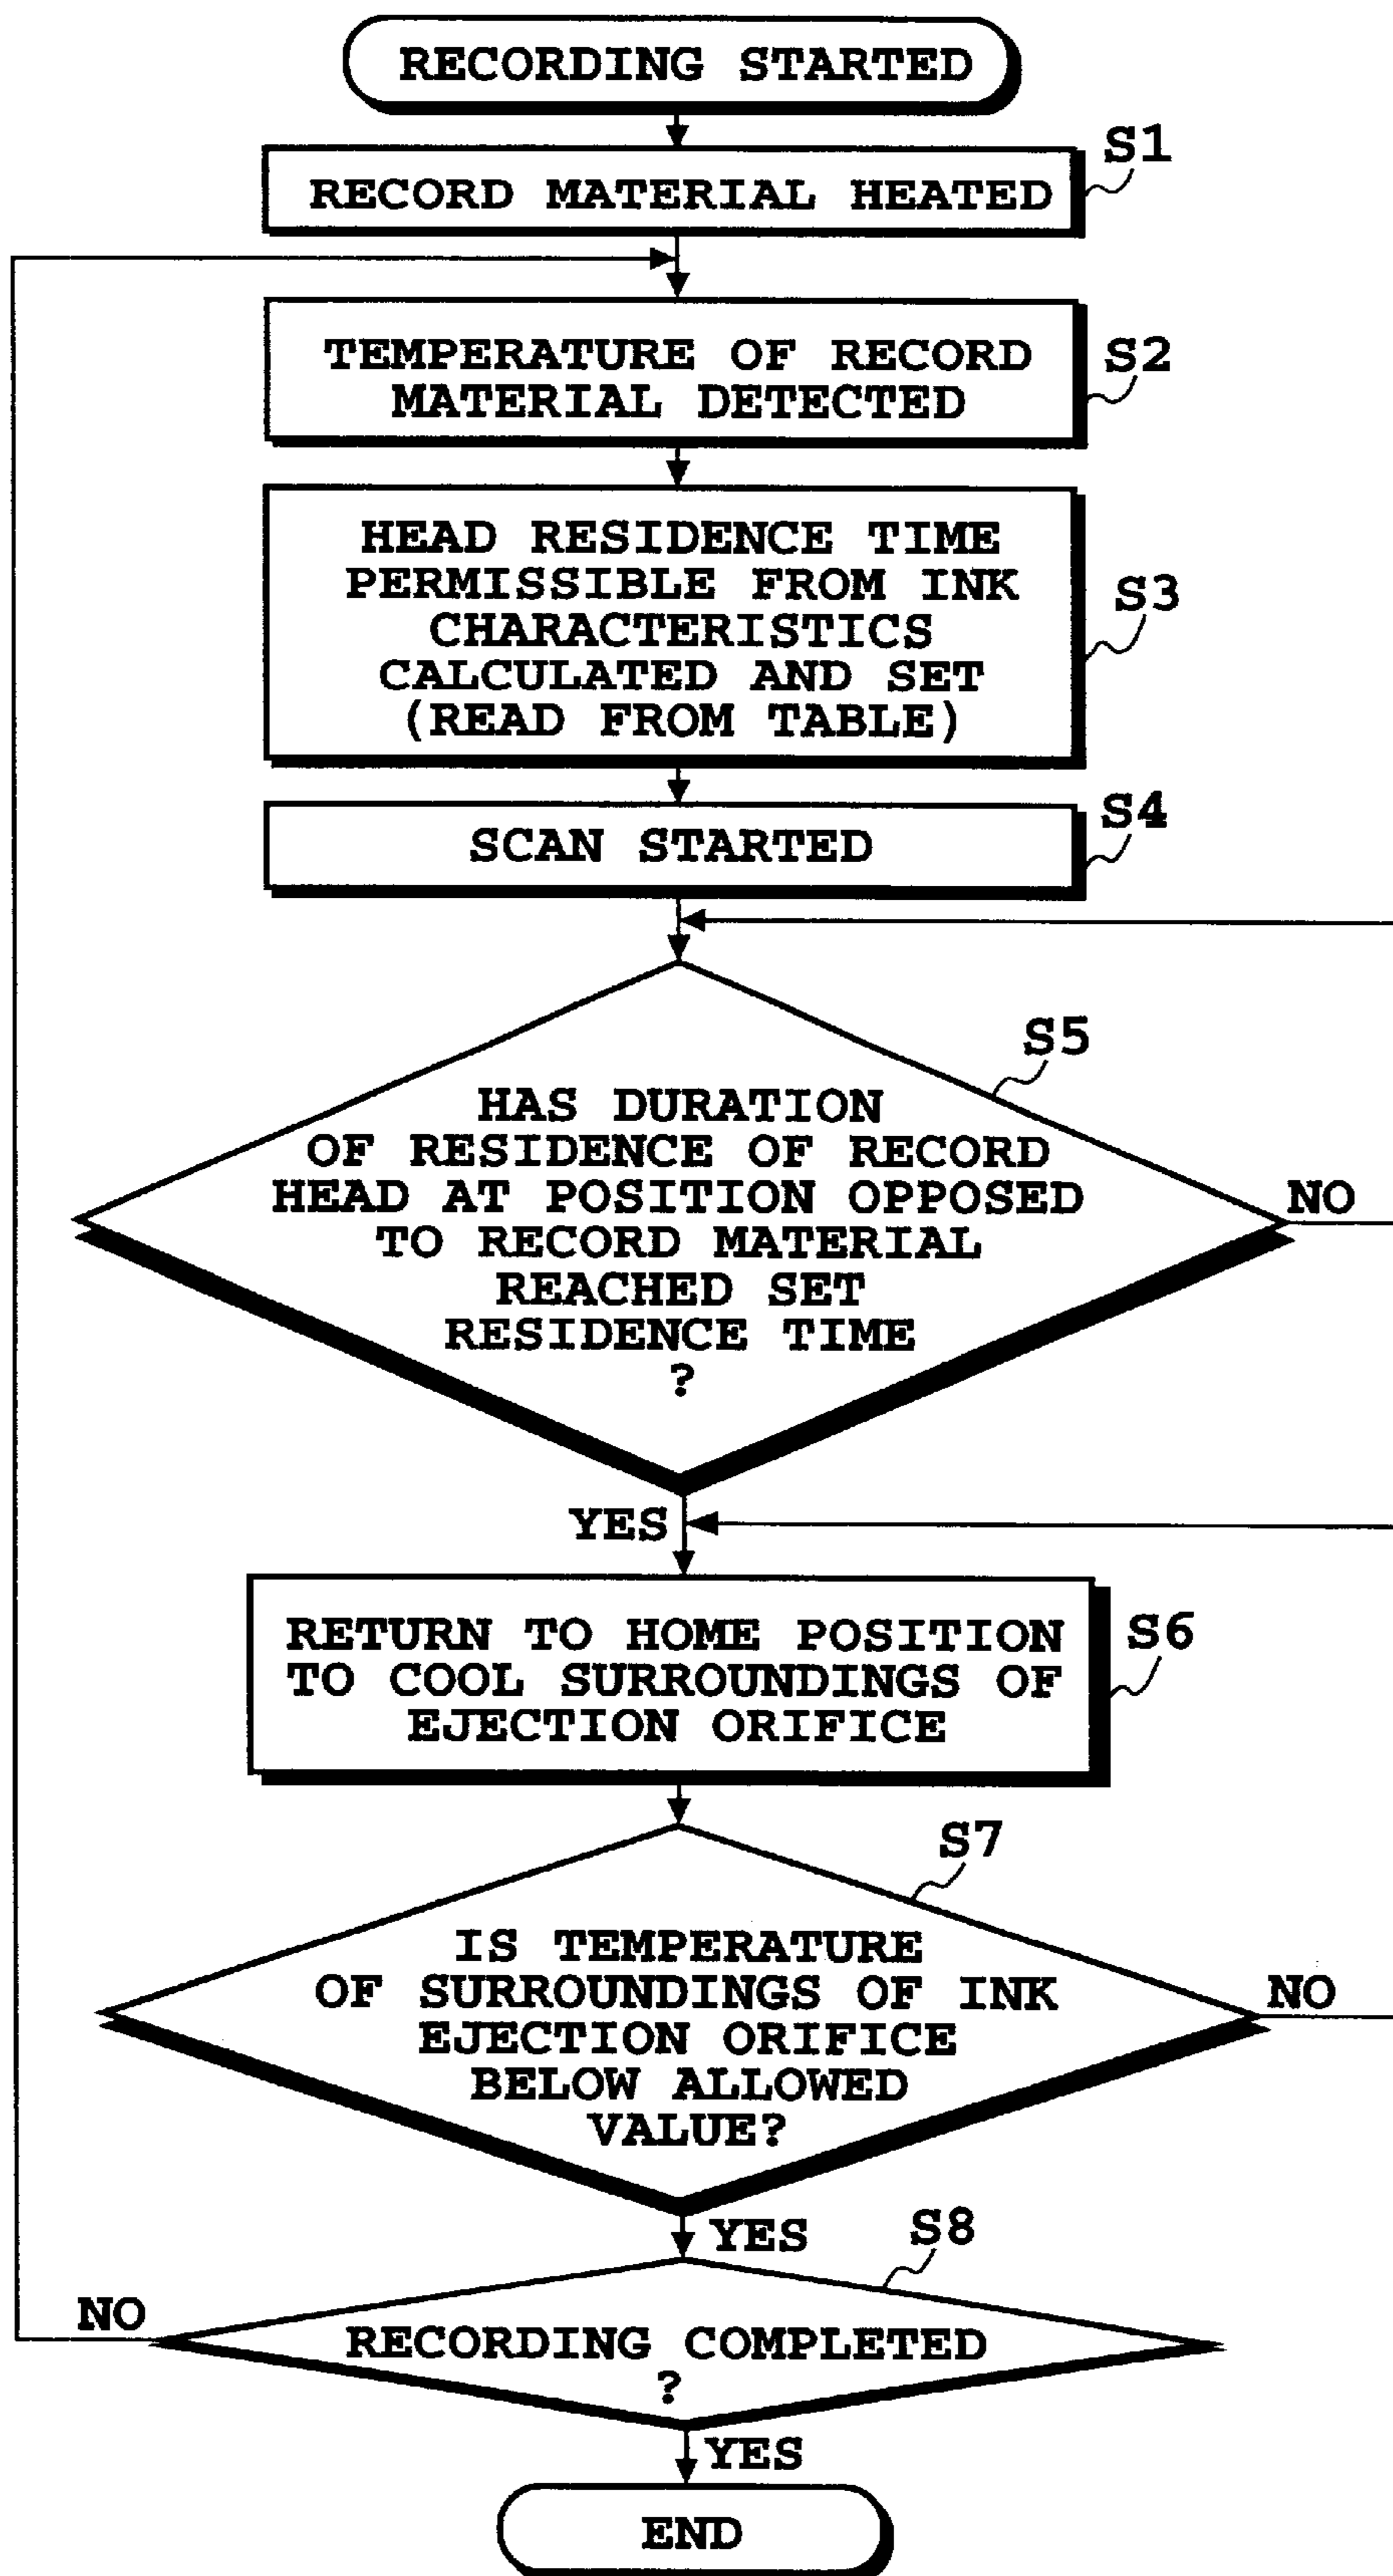 RECORDING STARTED
S1
RECORD MATERIAL HEATED
TEMPERATURE OF RECORD
MATERIAL DETECTED
S2
HEAD RESIDENCE TIME
PERMISSIBLE FROM INK
CHARACTERISTICS
CALCULATED AND SET
(READ FROM TABLE)
S3
S4
SCAN STARTED
S5
HAS DURATION
OF RESIDENCE OF RECORD
HEAD AT POSITION OPPOSED
TO RECORD MATERIAL
REACHED SET
RESIDENCE TIME
?
NO
YES
RETURN TO HOME POSITION
TO COOL SURROUNDINGS OF
EJECTION ORIFICE
S6
S7
IS TEMPERATURE
OF SURROUNDINGS OF INK
EJECTION ORIFICE
BELOW ALLOWED
VALUE?
NO
YES
S8
NO
RECORDING COMPLETED
?
YES
END